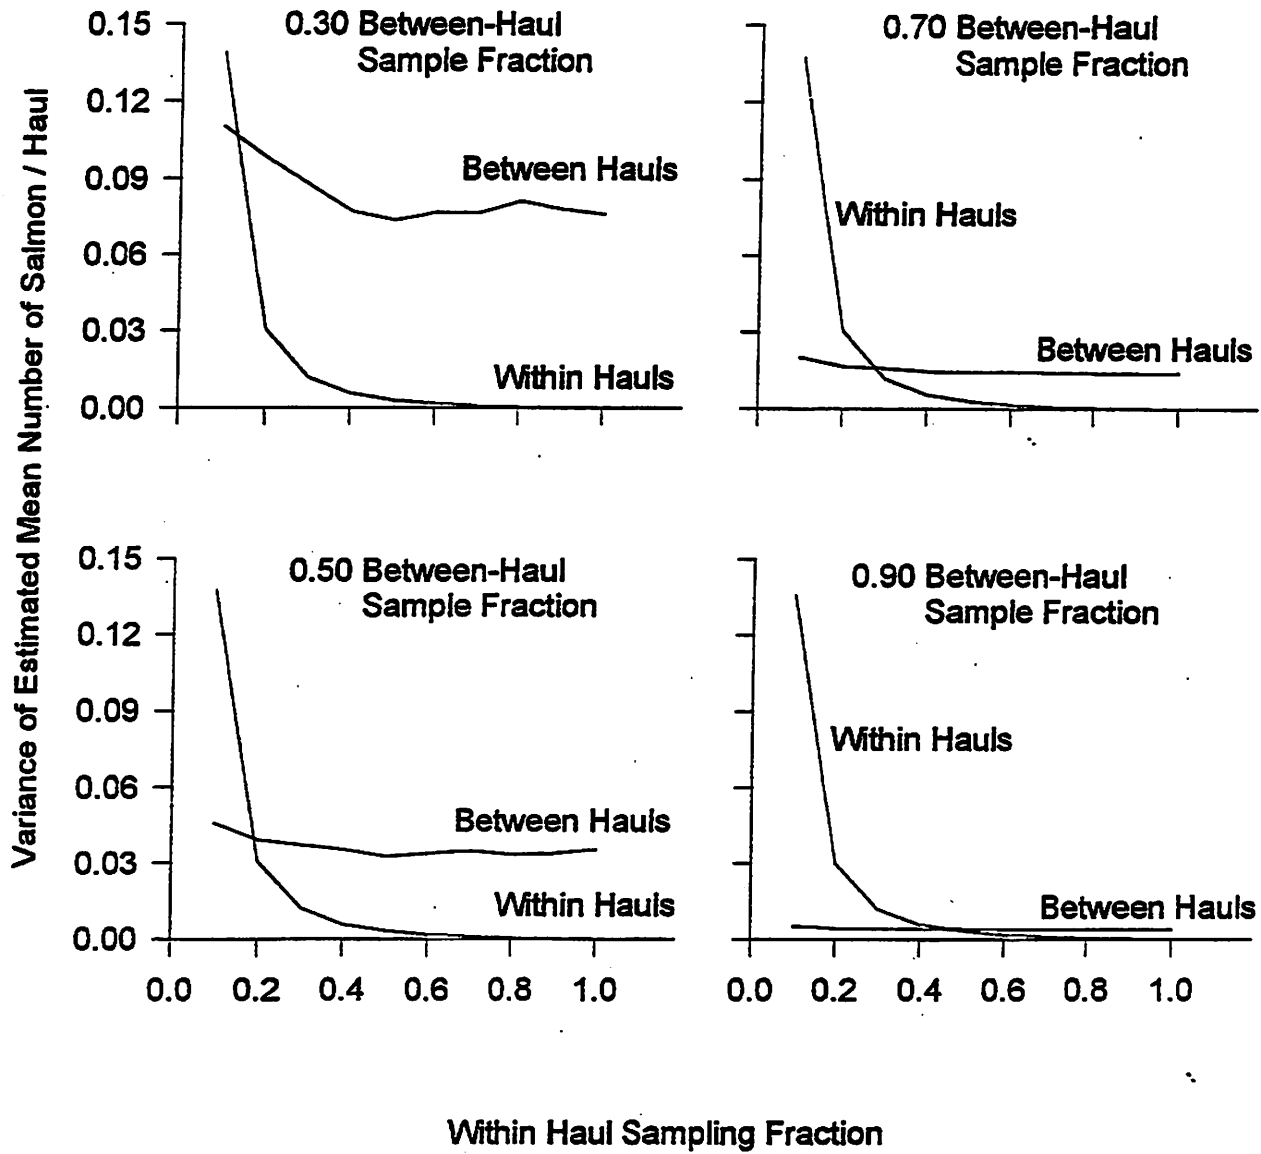 Variance of Estimated Mean Number of Salmon / Haul
0.30 Between-Haul
Sample Fraction
0.15
0.12
0.09
0.06
0.03
0.00
Between Hauls
Within Hauls
0.70 Between-Haul
Sample Fraction
Within Hauls
Between Hauls
0.50 Between-Haul
Sample Fraction
0.15
0.12
0.09
0.06
0.03
0.00
Between Hauls
Within Hauls
0.0 0.2 0.4 0.6 0.8 1.0
0.90 Between-Haul
Sample Fraction
Within Hauls
Between Hauls
0.0 0.2 0.4 0.6 0.8 1.0
Within Haul Sampling Fraction